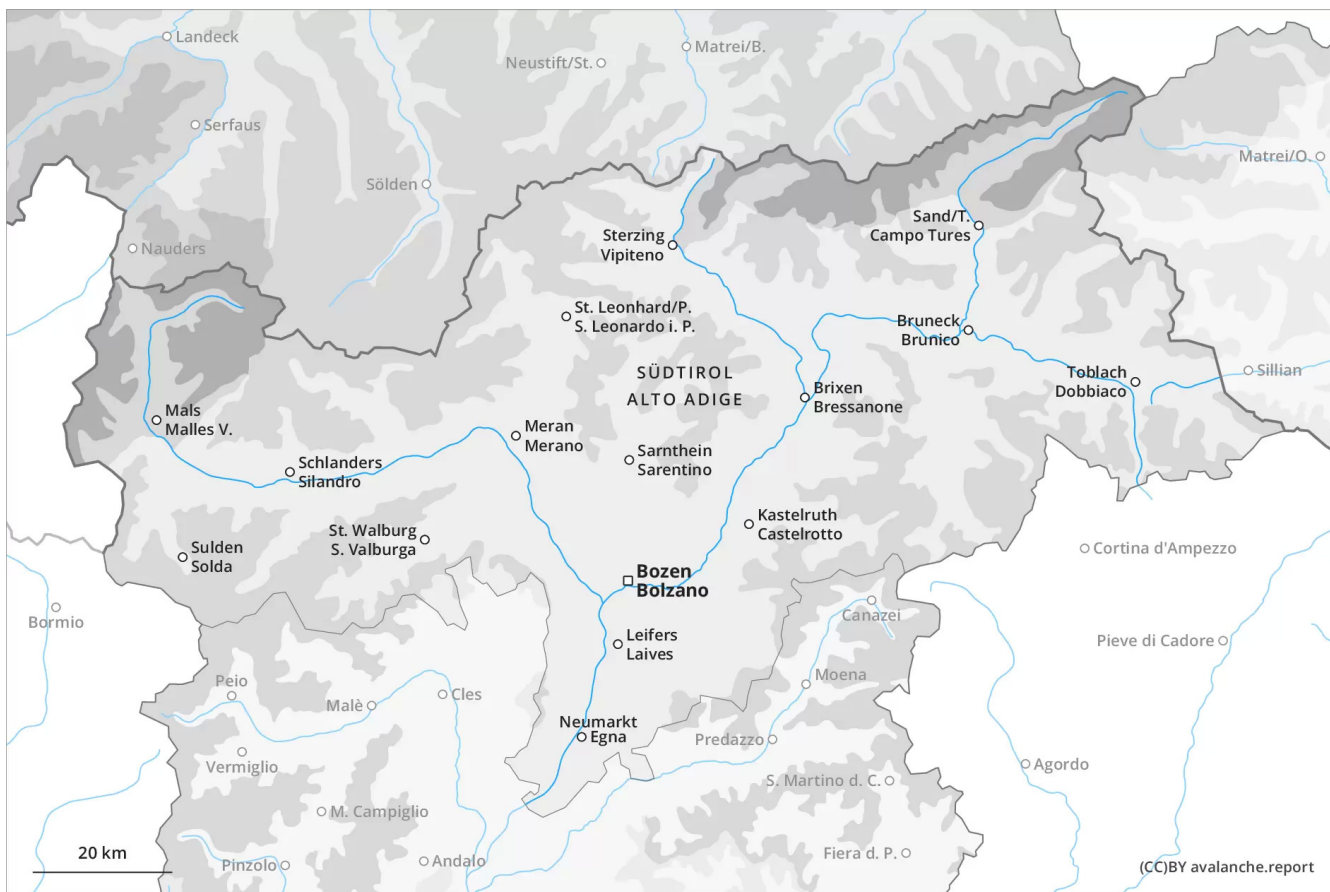 Landeck
Matrei/B.
Neustift/St.
Serfaus
Matrei/O.
Sölden
Sand/T.
Campo Tures
Sterzing
Vipiteno
Nauders
St. Leonhard/P.
S. Leonardo i. P.
Bruneck
Brunico
SÜDTIROL
ALTO ADIGE
Toblach
Dobbiaco
Sillian
Brixen
Bressanone
Mals
Malles V.
Meran
Merano
Sarnthein
Sarentino
Schlanders
Silandro
Kastelruth
Castelrotto
St. Walburg
S. Valburga
Sulden
Solda
Cortina d'Ampezzo
Bozen
Bolzano
Bormio
Canazei
Leifers
Laives
Pieve di Cadore
Moena
Peio
Cles
Malè
Neumarkt
Egna
Predazzo
Vermiglio
Agordo
S. Martino d. C.
M. Campiglio
20 km
Fiera d. P.
Pinzolo
Andalo
(CC)BY avalanche.report